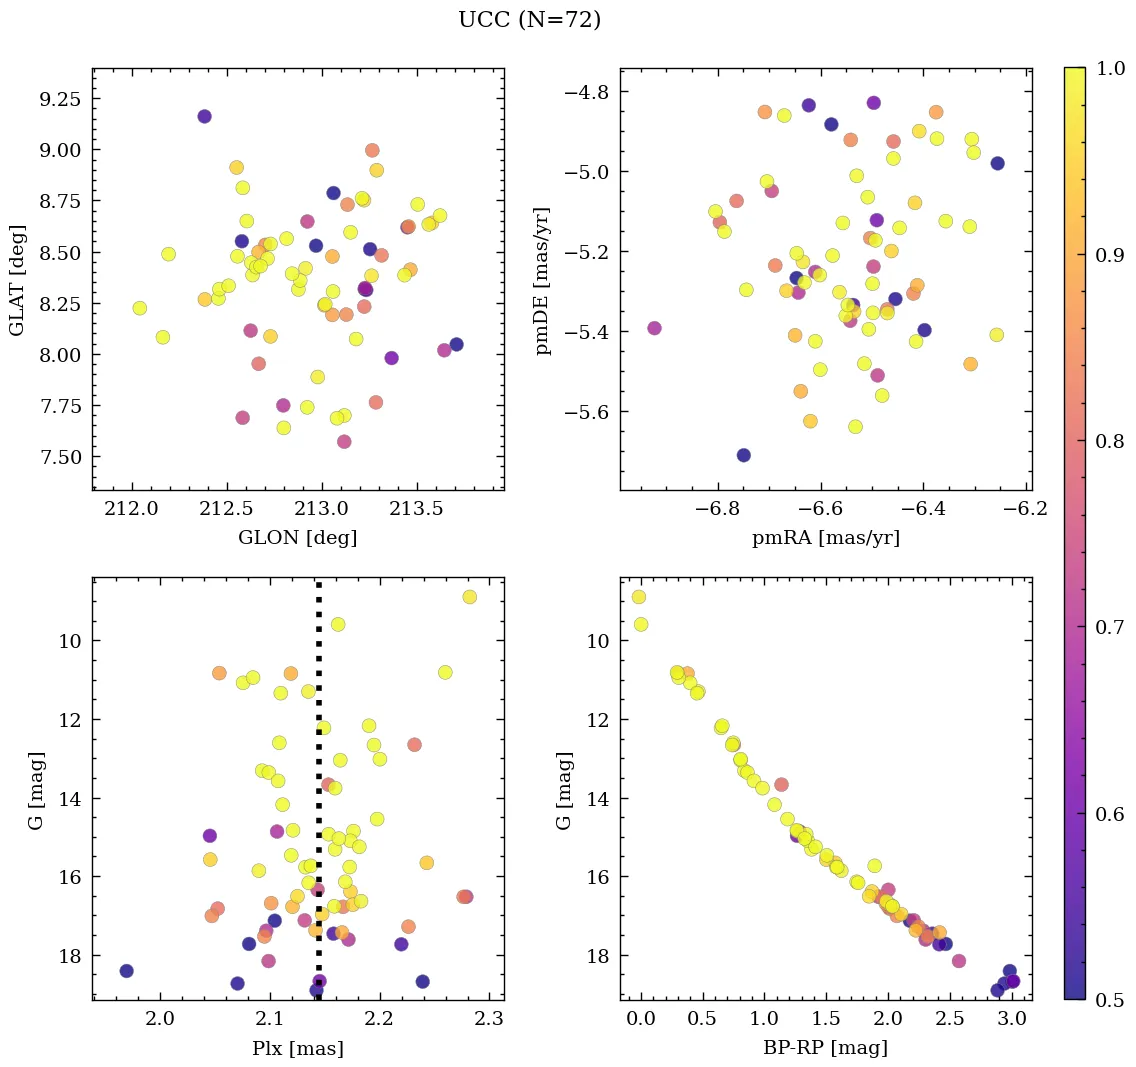 UCC (N=72)
9.25
9.00
8.75
8.50
8.25
8.00
7.75
7.50
GLAT [deg]
212.0 212.5 213.0 213.5
GLON [deg]
−4.8
−5.0
−5.2
−5.4
−5.6
pmDE [mas/yr]
−6.8 −6.6 −6.4 −6.2
pmRA [mas/yr]
10
12
14
16
18
G [mag]
2.0 2.1 2.2 2.3
Plx [mas]
10
12
14
16
18
G [mag]
0.0 0.5 1.0 1.5 2.0 2.5 3.0
BP-RP [mag]
1.0
0.9
0.8
0.7
0.6
0.5